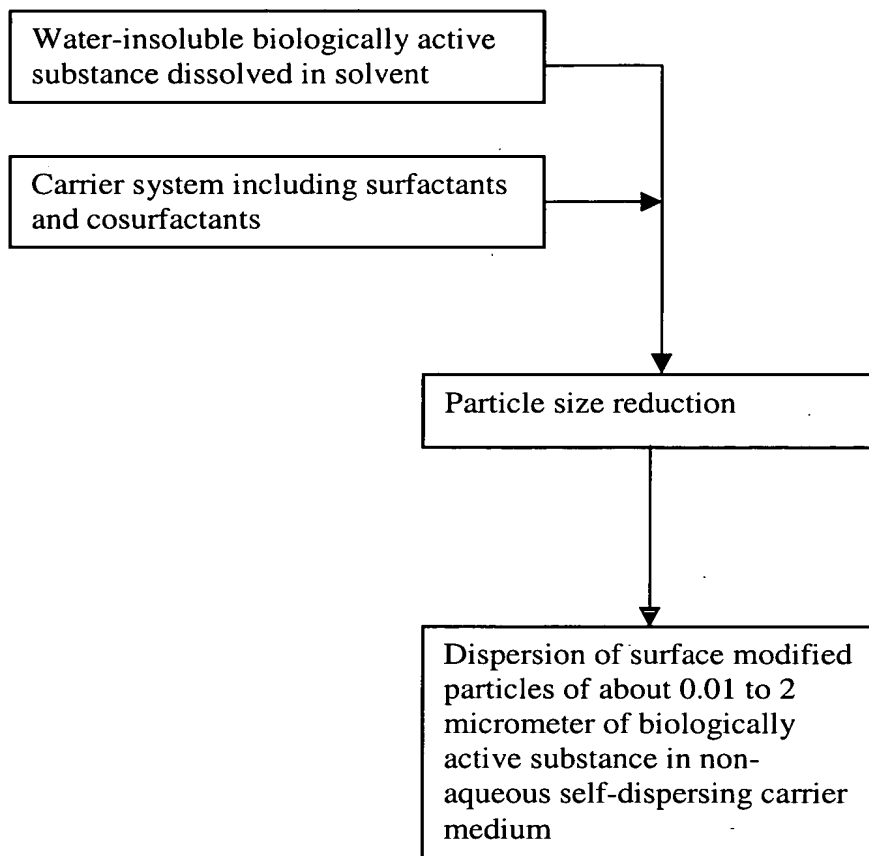 Water-insoluble biologically active
substance dissolved in solvent
Carrier system including surfactants
and cosurfactants
Particle size reduction
Dispersion of surface modified
particles of about 0.01 to 2
micrometer of biologically
active substance in non-
aqueous self-dispersing carrier
medium